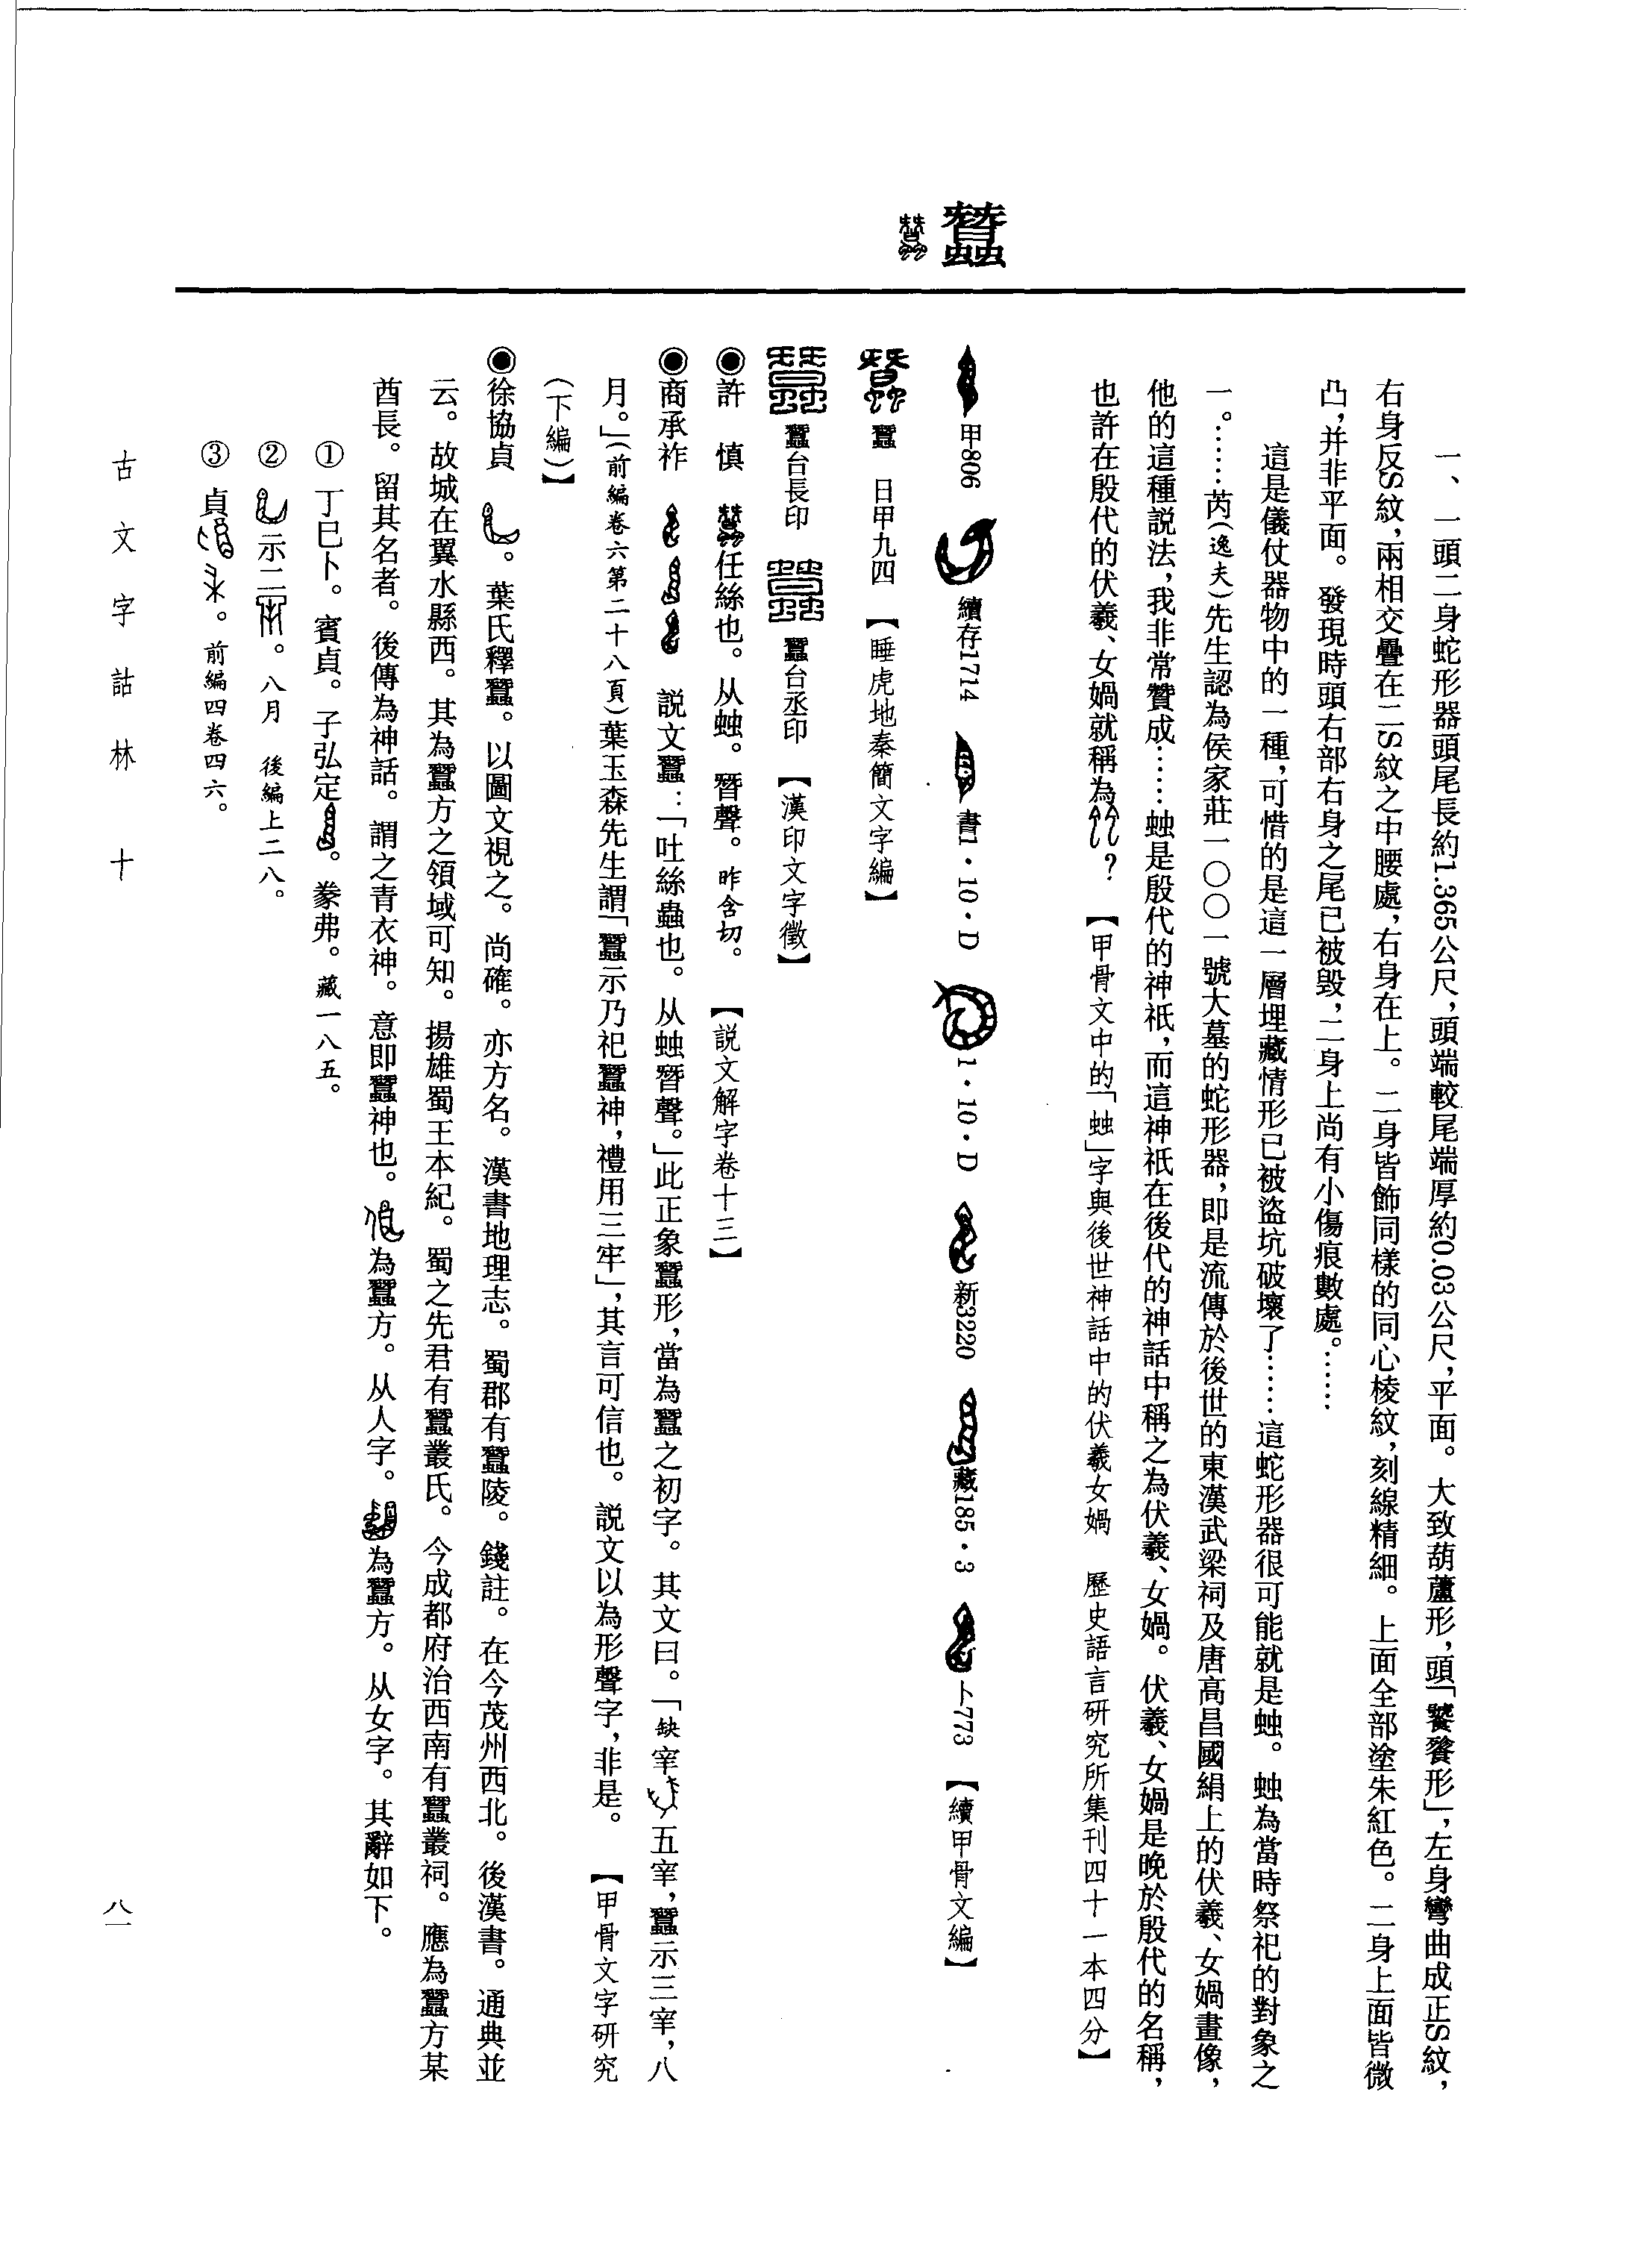 蠶
一、一頭二身蛇形器頭尾長約1.365公尺，頭端較尾端厚約0.03公尺，平面。大致葫蘆形，頭「饕餮形」，左身彎曲成正S紋，
右身反S紋，兩相交疊在二S紋之中腰處，右身在上。二身皆飾同樣的同心棱紋，刻線精細。上面全部塗朱紅色。二身上面皆微
凸，并非平面。發現時頭右部右身之尾已被毀，二身上尚有小傷痕數處。……
這是儀仗器物中的一種，可惜的是這一層埋藏情形已被盜坑破壞了……這蛇形器很可能就是䖵。䖵為當時祭祀的對象之
一。……芮（逸夫）先生認為侯家莊一〇〇一號大墓的蛇形器，即是流傳於後世的東漢武梁祠及唐高昌國絹上的伏羲、女媧畫像，
他的這種説法，我非常贊成……䖵是殷代的神祇，而這神祇在後代的神話中稱之為伏羲、女媧。伏羲、女媧是晚於殷代的名稱，
也許在殷代的伏羲、女媧就稱為？【甲骨文中的「䖵」字與後世神話中的伏羲女媧　歷史語言研究所集刊四十一本四分】
甲806　續存1714　書1·10·D　1·10·D　新3220　藏185·3　卜773　【續甲骨文編】
蠶　日甲九四　【睡虎地秦簡文字編】
蠶台長印　蠶台丞印　【漢印文字徵】
◉許　慎　任絲也。从䖵。朁聲。昨含切。　【説文解字卷十三】
◉商承祚　説文蠶：「吐絲蟲也。从䖵朁聲。」此正象蠶形，當為蠶之初字。其文曰。「缺宰五宰，蠶示三宰，八
月。」（前編卷六第二十八頁）葉玉森先生謂「蠶示乃祀蠶神，禮用三牢」，其言可信也。説文以為形聲字，非是。　【甲骨文字研究
（下編）】
◉徐協貞　。葉氏釋蠶。以圖文視之。尚確。亦方名。漢書地理志。蜀郡有蠶陵。錢註。在今茂州西北。後漢書。通典並
云。故城在翼水縣西。其為蠶方之領域可知。揚雄蜀王本紀。蜀之先君有蠶叢氏。今成都府治西南有蠶叢祠。應為蠶方某
酋長。留其名者。後傳為神話。謂之青衣神。意即蠶神也。為蠶方。从人字。為蠶方。从女字。其辭如下。
① 丁巳卜。賓貞。子弘定。豢弗。藏一八五。
② 示二。八月　後編上二八。
③ 貞。前編四卷四六。
古文字詁林　十
八一